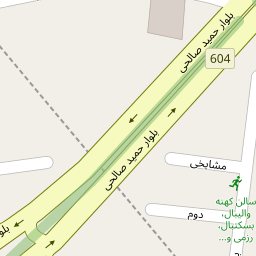 بلوار حمید صالحی
604
بلوار حمید صالحی
مشایخی
سالن کهنه
والیبال,
بسکتبال,
رزمی و...
دوم